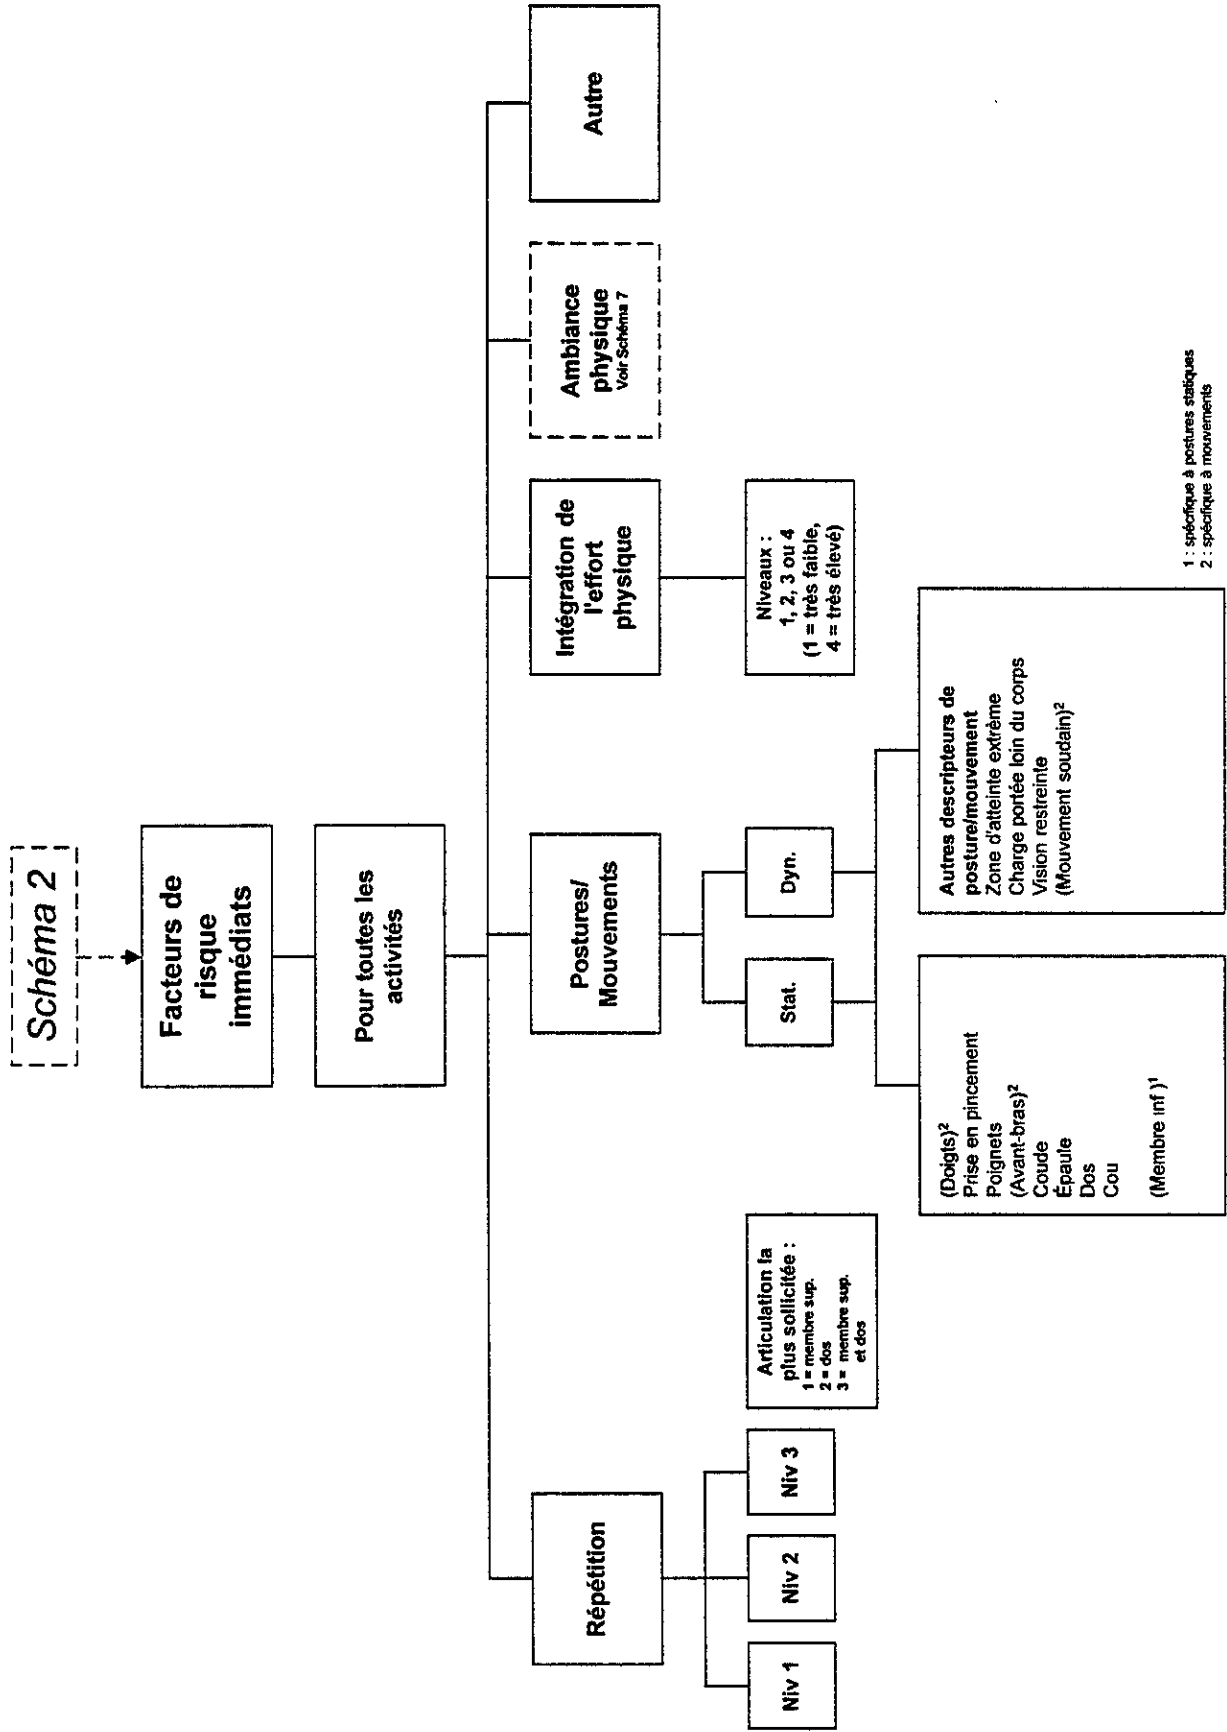 Schéma 2
Facteurs de
risque
immédiats
Pour toutes les
activités
Répétition
Postures/
Mouvements
Intégration de
l'effort
physique
Ambiance
physique
Voir Schéma 7
Autre
Niv 1
Niv 2
Niv 3
Articulation la
plus sollicitée :
1 = membre sup.
2 = dos
3 = membre sup.
et dos
Stat.
Dyn.
Niveaux :
1, 2, 3 ou 4
(1 = très faible,
4 = très élevé)
(Doigts)²
Prise en pincement
Poignets
(Avant-bras)²
Coude
Épaule
Dos
Cou
(Membre inf )¹
Autres descripteurs de
posture/mouvement
Zone d'atteinte extrème
Charge portée loin du corps
Vision restreinte
(Mouvement soudain)²
1 : spécifique à postures statiques
2 : spécifique à mouvements